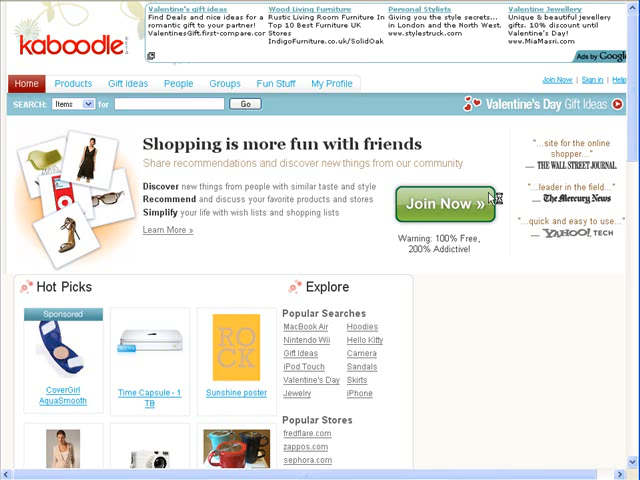 Valentine's gift ideas
Find Deals and nice ideas for a romantic gift to your partner!
ValentinesGift.first-compare.cor
Wood Living Furniture
Rustic Living Room Furniture In
Top 10 Best Furniture UK
Stores
IndigoFurniture.co.uk/SolidOak
Personal Stylists
Giving you the style secrets...
in London and the North West.
www.stylestruck.com
Valentine Jewellery
Unique & beautiful jewellery
gifts. 10% discount until
Valentine's Day!
www.MiaMasri.com
Ads by Google
kaboodle
beta
Home Products Gift Ideas People Groups Fun Stuff My Profile
Join Now | Sign in | Help
SEARCH: Items for Go
Valentine's Day Gift Ideas
Shopping is more fun with friends
Share recommendations and discover new things from our community
Discover new things from people with similar taste and style
Recommend and discuss your favorite products and stores
Simplify your life with wish lists and shopping lists
Learn More »
Join Now »
Warning: 100% Free,
200% Addictive!
"...site for the online
shopper..."
THE WALL STREET JOURNAL
"...leader in the field..."
The Mercury News
"...quick and easy to use..."
YAHOO! TECH
Hot Picks
Sponsored
CoverGirl
AquaSmooth
Time Capsule - 1
TB
ROCK
Sunshine poster
Explore
Popular Searches
MacBook Air Hoodies
Nintendo Wii Hello Kitty
Gift Ideas Camera
iPod Touch Sandals
Valentine's Day Skirts
Jewelry iPhone
Popular Stores
fredflare.com
zappos.com
sephora.com